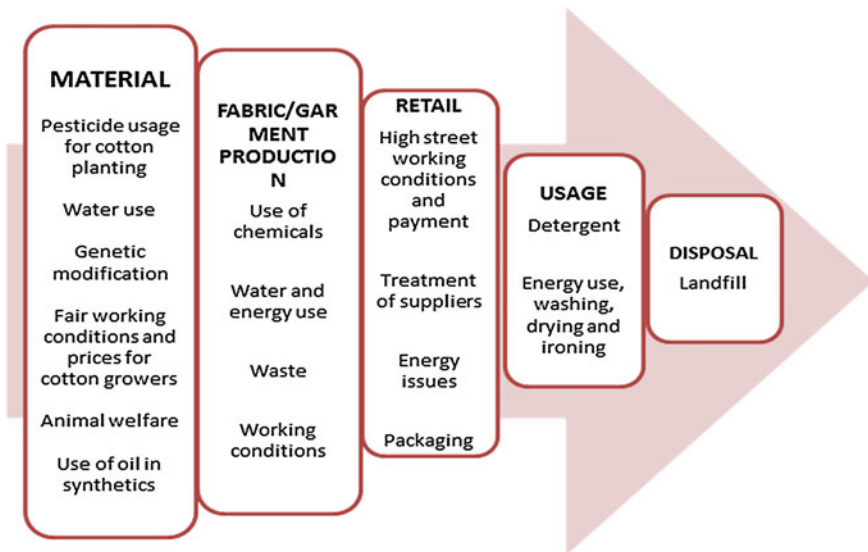 MATERIAL
Pesticide usage
for cotton
planting
Water use
Genetic
modification
Fair working
conditions and
prices for
cotton growers
Animal welfare
Use of oil in
synthetics
FABRIC/GAR
MENT
PRODUCTIO
N
Use of
chemicals
Water and
energy use
Waste
Working
conditions
RETAIL
High street
working
conditions
and
payment
Treatment
of suppliers
Energy
issues
Packaging
USAGE
Detergent
Energy use,
washing,
drying and
ironing
DISPOSAL
Landfill